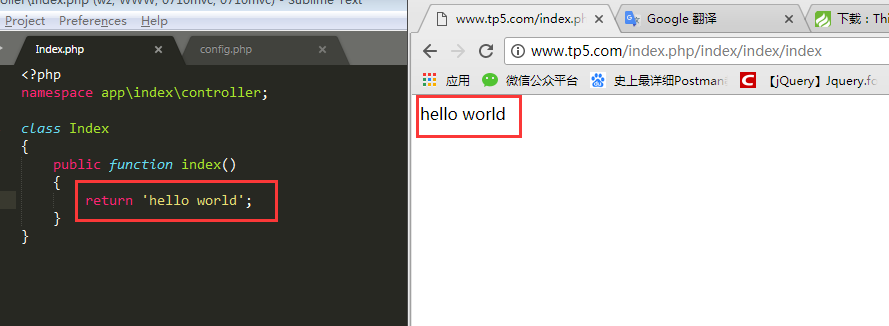 ller\Index.php (wz, WWW, 0710mvc, 0710mvc) - Sublime Text
Project Preferences Help
Index.php × config.php ×
<?php
namespace app\index\controller;
class Index
{
public function index()
{
return 'hello world';
}
}
www.tp5.com/index.ph × Google 翻译 × 下载：Thi
www.tp5.com/index.php/index/index/index
应用 微信公众平台 史上最详细Postman 【jQuery】Jquery.fo
hello world